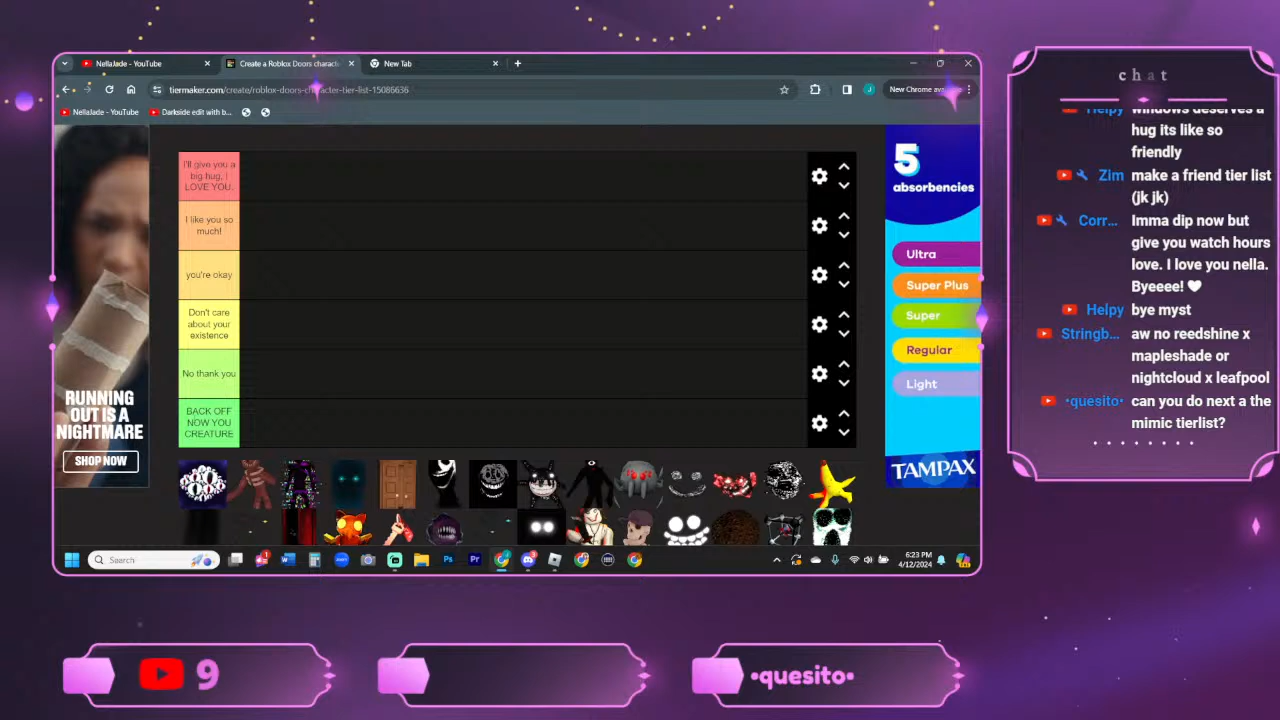 NellaJade - YouTube
Create a Roblox Doors charact
New Tab
tiermaker.com/create/roblox-doors-character-tier-list-15086636
New Chrome ava
NellaJade - YouTube
Darkside edit with b...
RUNNING
OUT IS A
NIGHTMARE
SHOP NOW
I'll give you a
big hug, I
LOVE YOU.
I like you so
much!
you're okay
Don't care
about your
existence
No thank you
BACK OFF
NOW YOU
CREATURE
5
absorbencies
Ultra
Super Plus
Super
Regular
Light
TAMPAX
Search
6:23 PM
4/12/2024
chat
Helpy windows deserves a
hug its like so
friendly
Zim make a friend tier list
(jk jk)
Corr... Imma dip now but
give you watch hours
love. I love you nella.
Byeeee! ♥
Helpy bye myst
Stringb... aw no reedshine x
mapleshade or
nightcloud x leafpool
•quesito• can you do next a the
mimic tierlist?
9
•quesito•